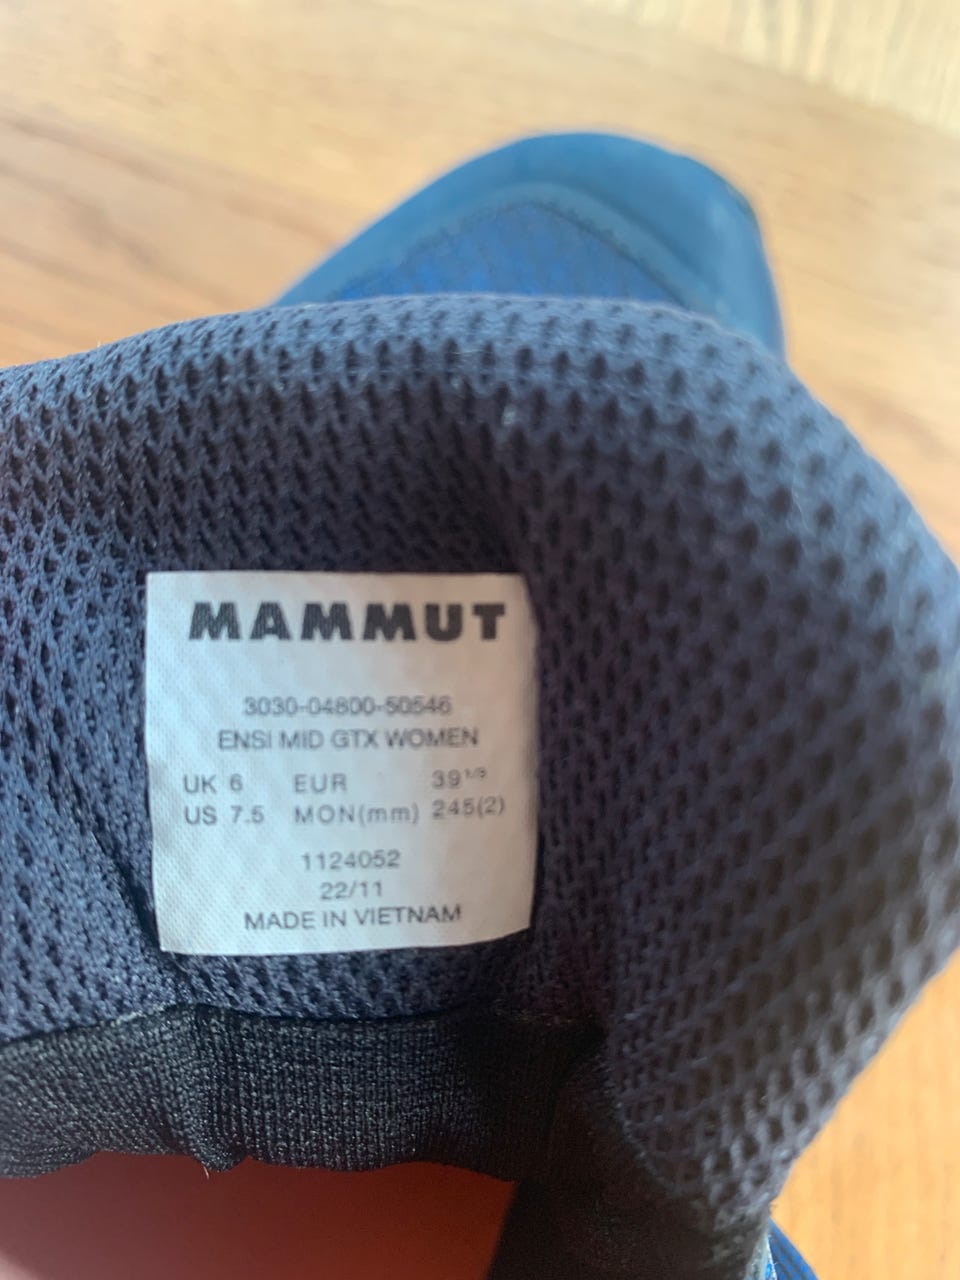 MAMMUT
3030-04800-50546
ENSI MID GTX WOMEN
UK 6 EUR 39 1/3
US 7.5 MON(mm) 245(2)
1124052
22/11
MADE IN VIETNAM